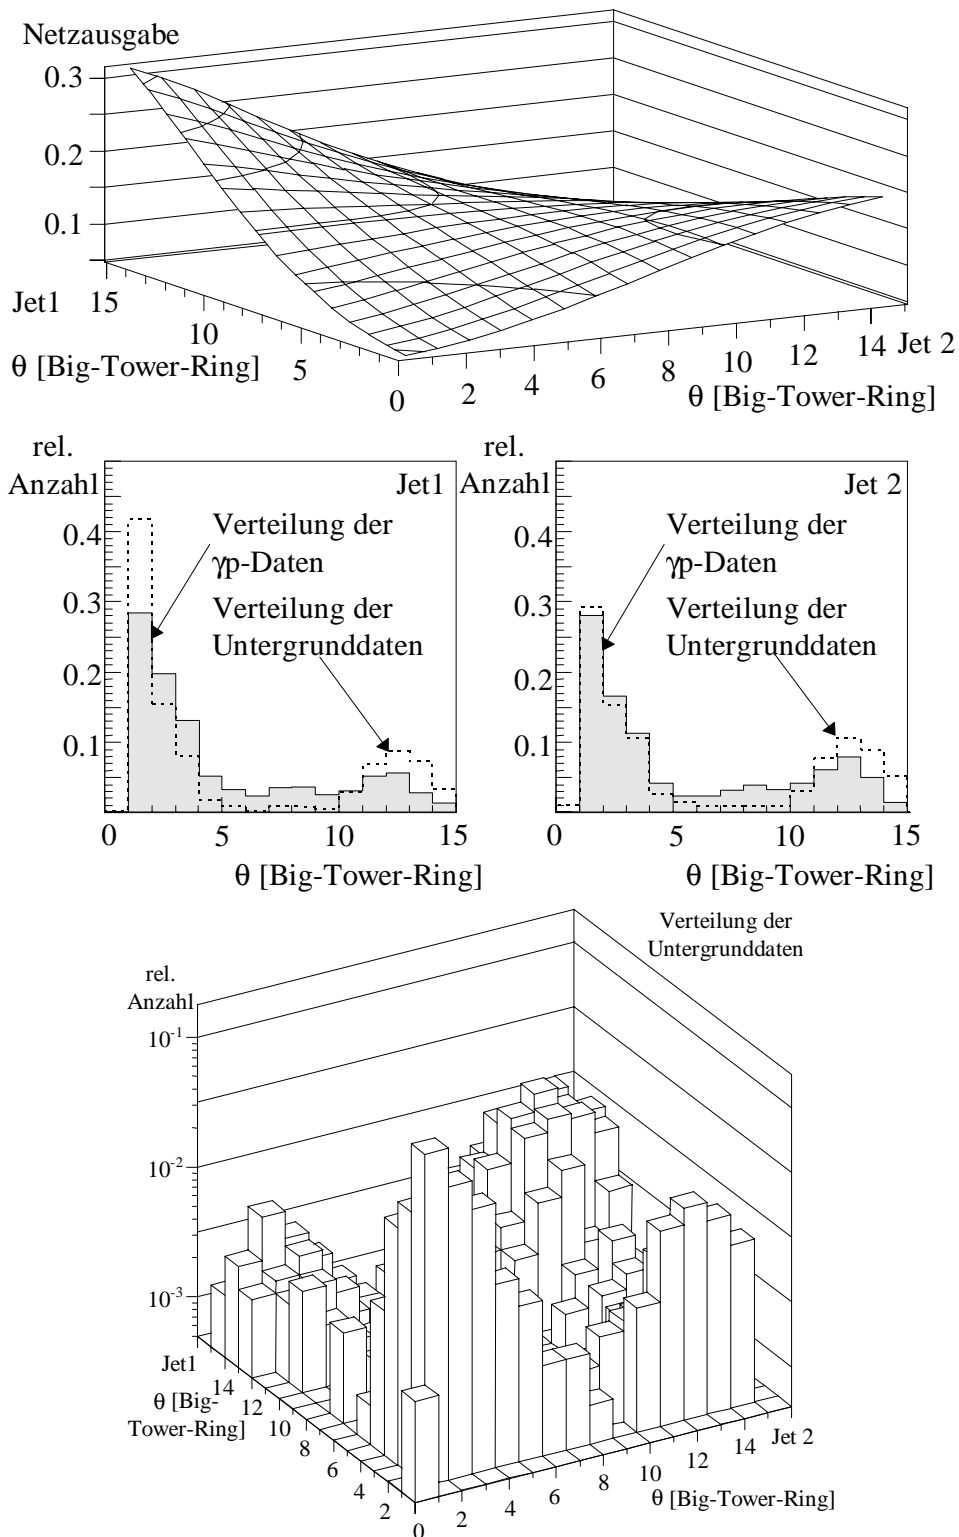 Netzausgabe
0.3
0.2
0.1
Jet1 15
10
5
0
θ [Big-Tower-Ring]
2
4
6
8
10
12
14 Jet 2
θ [Big-Tower-Ring]
rel.
Anzahl
Jet1
0.4
0.3
0.2
0.1
Verteilung der
γp-Daten
Verteilung der
Untergrunddaten
0
5
10
15
θ [Big-Tower-Ring]
rel.
Anzahl
Jet 2
0.4
0.3
0.2
0.1
Verteilung der
γp-Daten
Verteilung der
Untergrunddaten
0
5
10
15
θ [Big-Tower-Ring]
Verteilung der
Untergrunddaten
rel.
Anzahl
10⁻¹
10⁻²
10⁻³
Jet1
14
12
10
8
6
4
2
θ [Big-
Tower-Ring]
0
2
4
6
8
10
12
14
Jet 2
θ [Big-Tower-Ring]